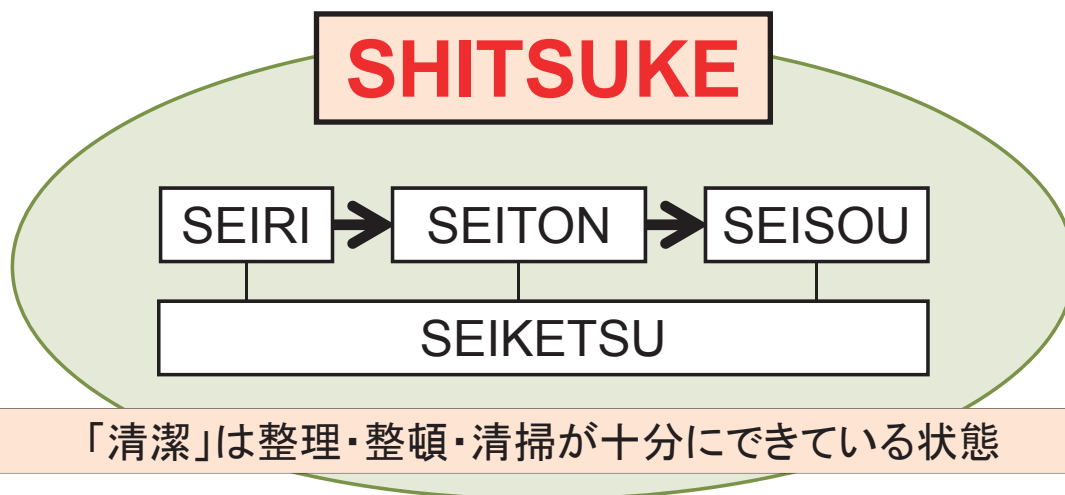 SHITSUKE
SEIRI
SEITON
SEISOU
SEIKETSU
「清潔」は整理・整頓・清掃が十分にできている状態